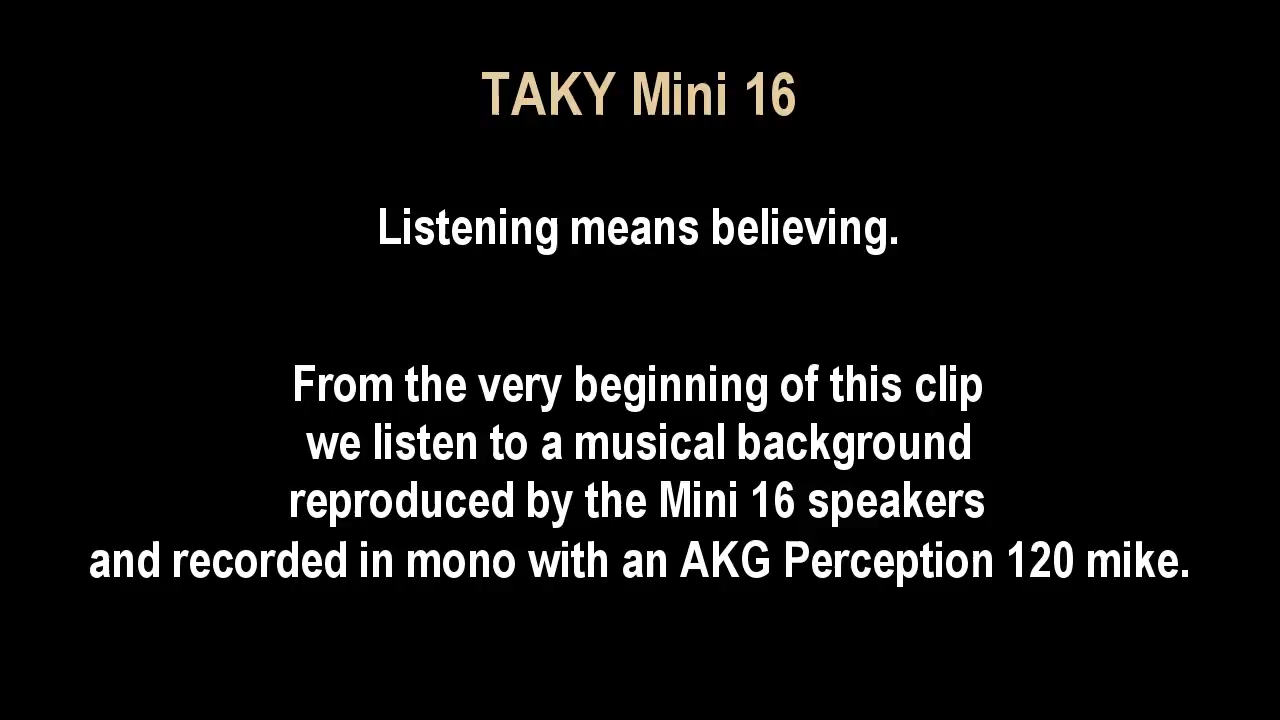 TAKY Mini 16
Listening means believing.
From the very beginning of this clip
we listen to a musical background
reproduced by the Mini 16 speakers
and recorded in mono with an AKG Perception 120 mike.